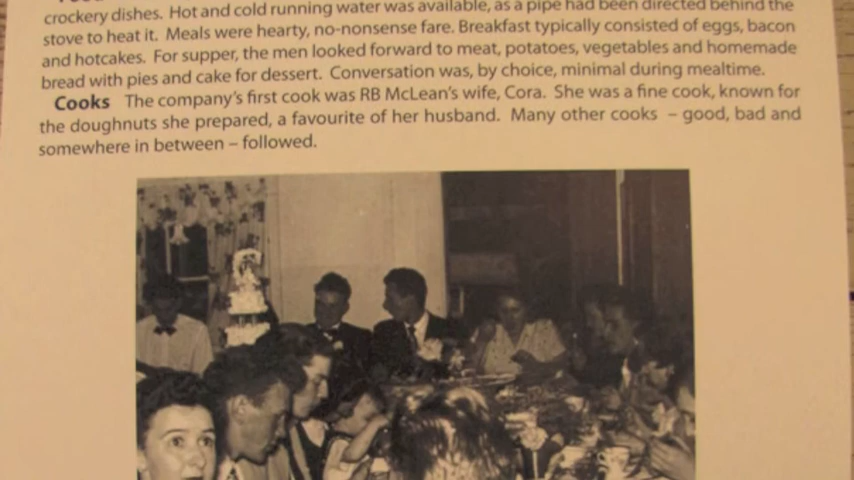 crockery dishes. Hot and cold running water was available, as a pipe had been directed behind the
stove to heat it. Meals were hearty, no-nonsense fare. Breakfast typically consisted of eggs, bacon
and hotcakes. For supper, the men looked forward to meat, potatoes, vegetables and homemade
bread with pies and cake for dessert. Conversation was, by choice, minimal during mealtime.
Cooks The company's first cook was RB McLean's wife, Cora. She was a fine cook, known for
the doughnuts she prepared, a favourite of her husband. Many other cooks – good, bad and
somewhere in between – followed.